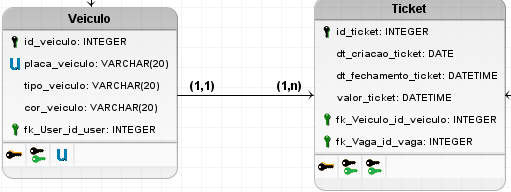 Veiculo
id_veiculo: INTEGER
placa_veiculo: VARCHAR(20)
tipo_veiculo: VARCHAR(20)
cor_veiculo: VARCHAR(20)
fk_User_id_user: INTEGER
(1,1)
(1,n)
Ticket
id_ticket: INTEGER
dt_criacao_ticket: DATE
dt_fechamento_ticket: DATETIME
valor_ticket: DATETIME
fk_Veiculo_id_veiculo: INTEGER
fk_Vaga_id_vaga: INTEGER